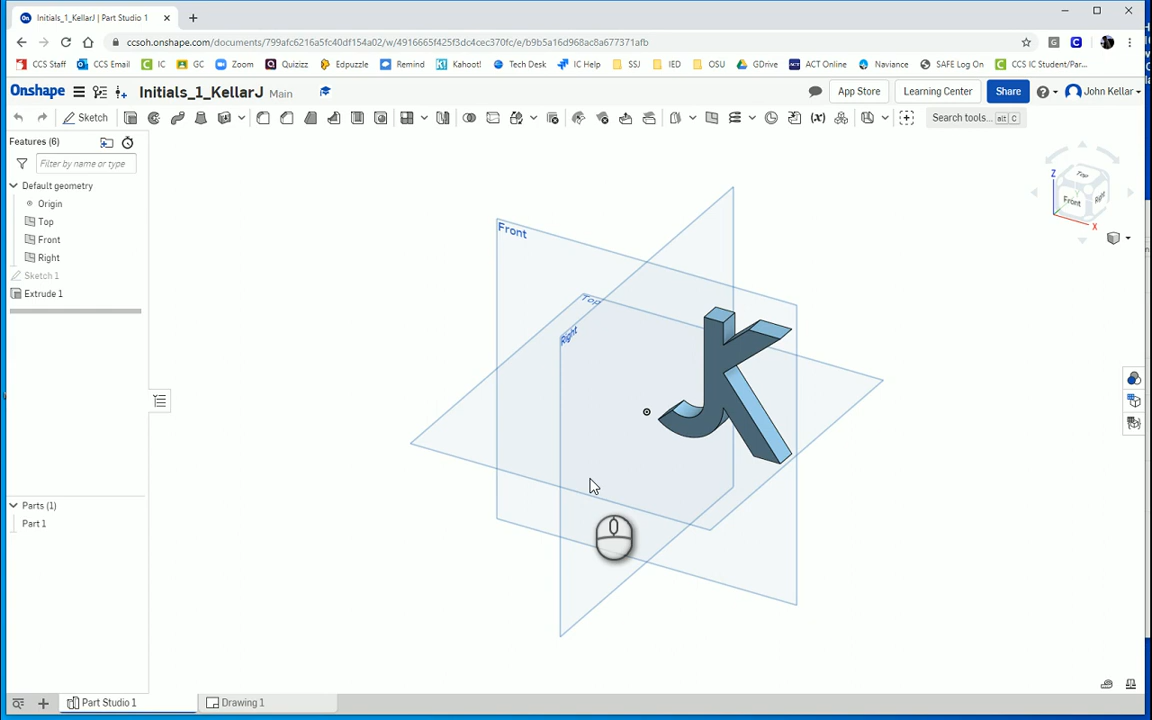 On Initials_1_KellarJ | Part Studio 1
ccsoh.onshape.com/documents/799afc6216a5fc40df154a02/w/4916665f425f3dc4cec370fc/e/b9b5a16d968ac8a677371afb
CCS Staff CCS Email IC GC Zoom Quizizz Edpuzzle Remind Kahoot! Tech Desk IC Help SSJ IED OSU GDrive ACT Online Naviance SAFE Log On CCS IC Student/Par...
Onshape Initials_1_KellarJ Main App Store Learning Center Share John Kellar
Sketch (x) Search tools... alt C
Features (6)
Filter by name or type
Default geometry
Origin
Top
Front
Right
Sketch 1
Extrude 1
Parts (1)
Part 1
Front
Top
Right
Z
Top
Front
Right
X
Part Studio 1 Drawing 1